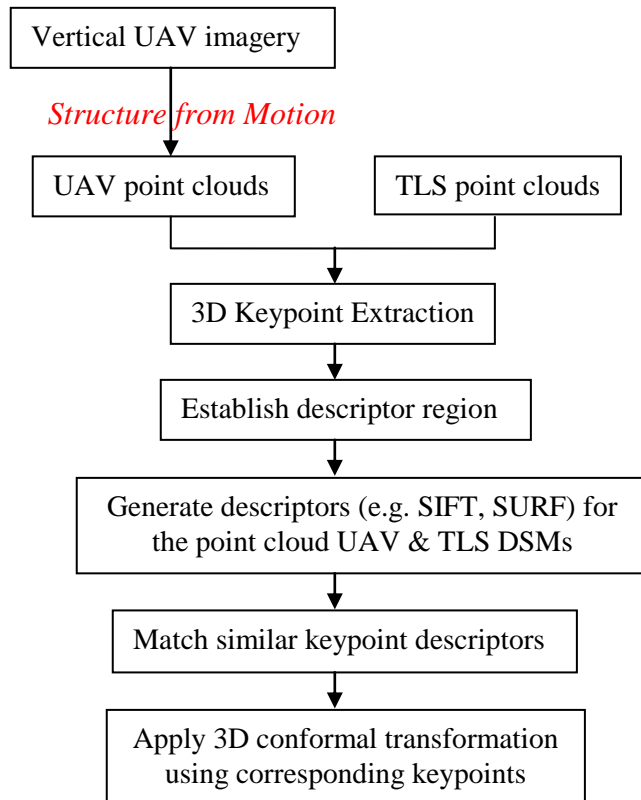 Vertical UAV imagery
Structure from Motion
UAV point clouds
TLS point clouds
3D Keypoint Extraction
Establish descriptor region
Generate descriptors (e.g. SIFT, SURF) for
the point cloud UAV & TLS DSMs
Match similar keypoint descriptors
Apply 3D conformal transformation
using corresponding keypoints